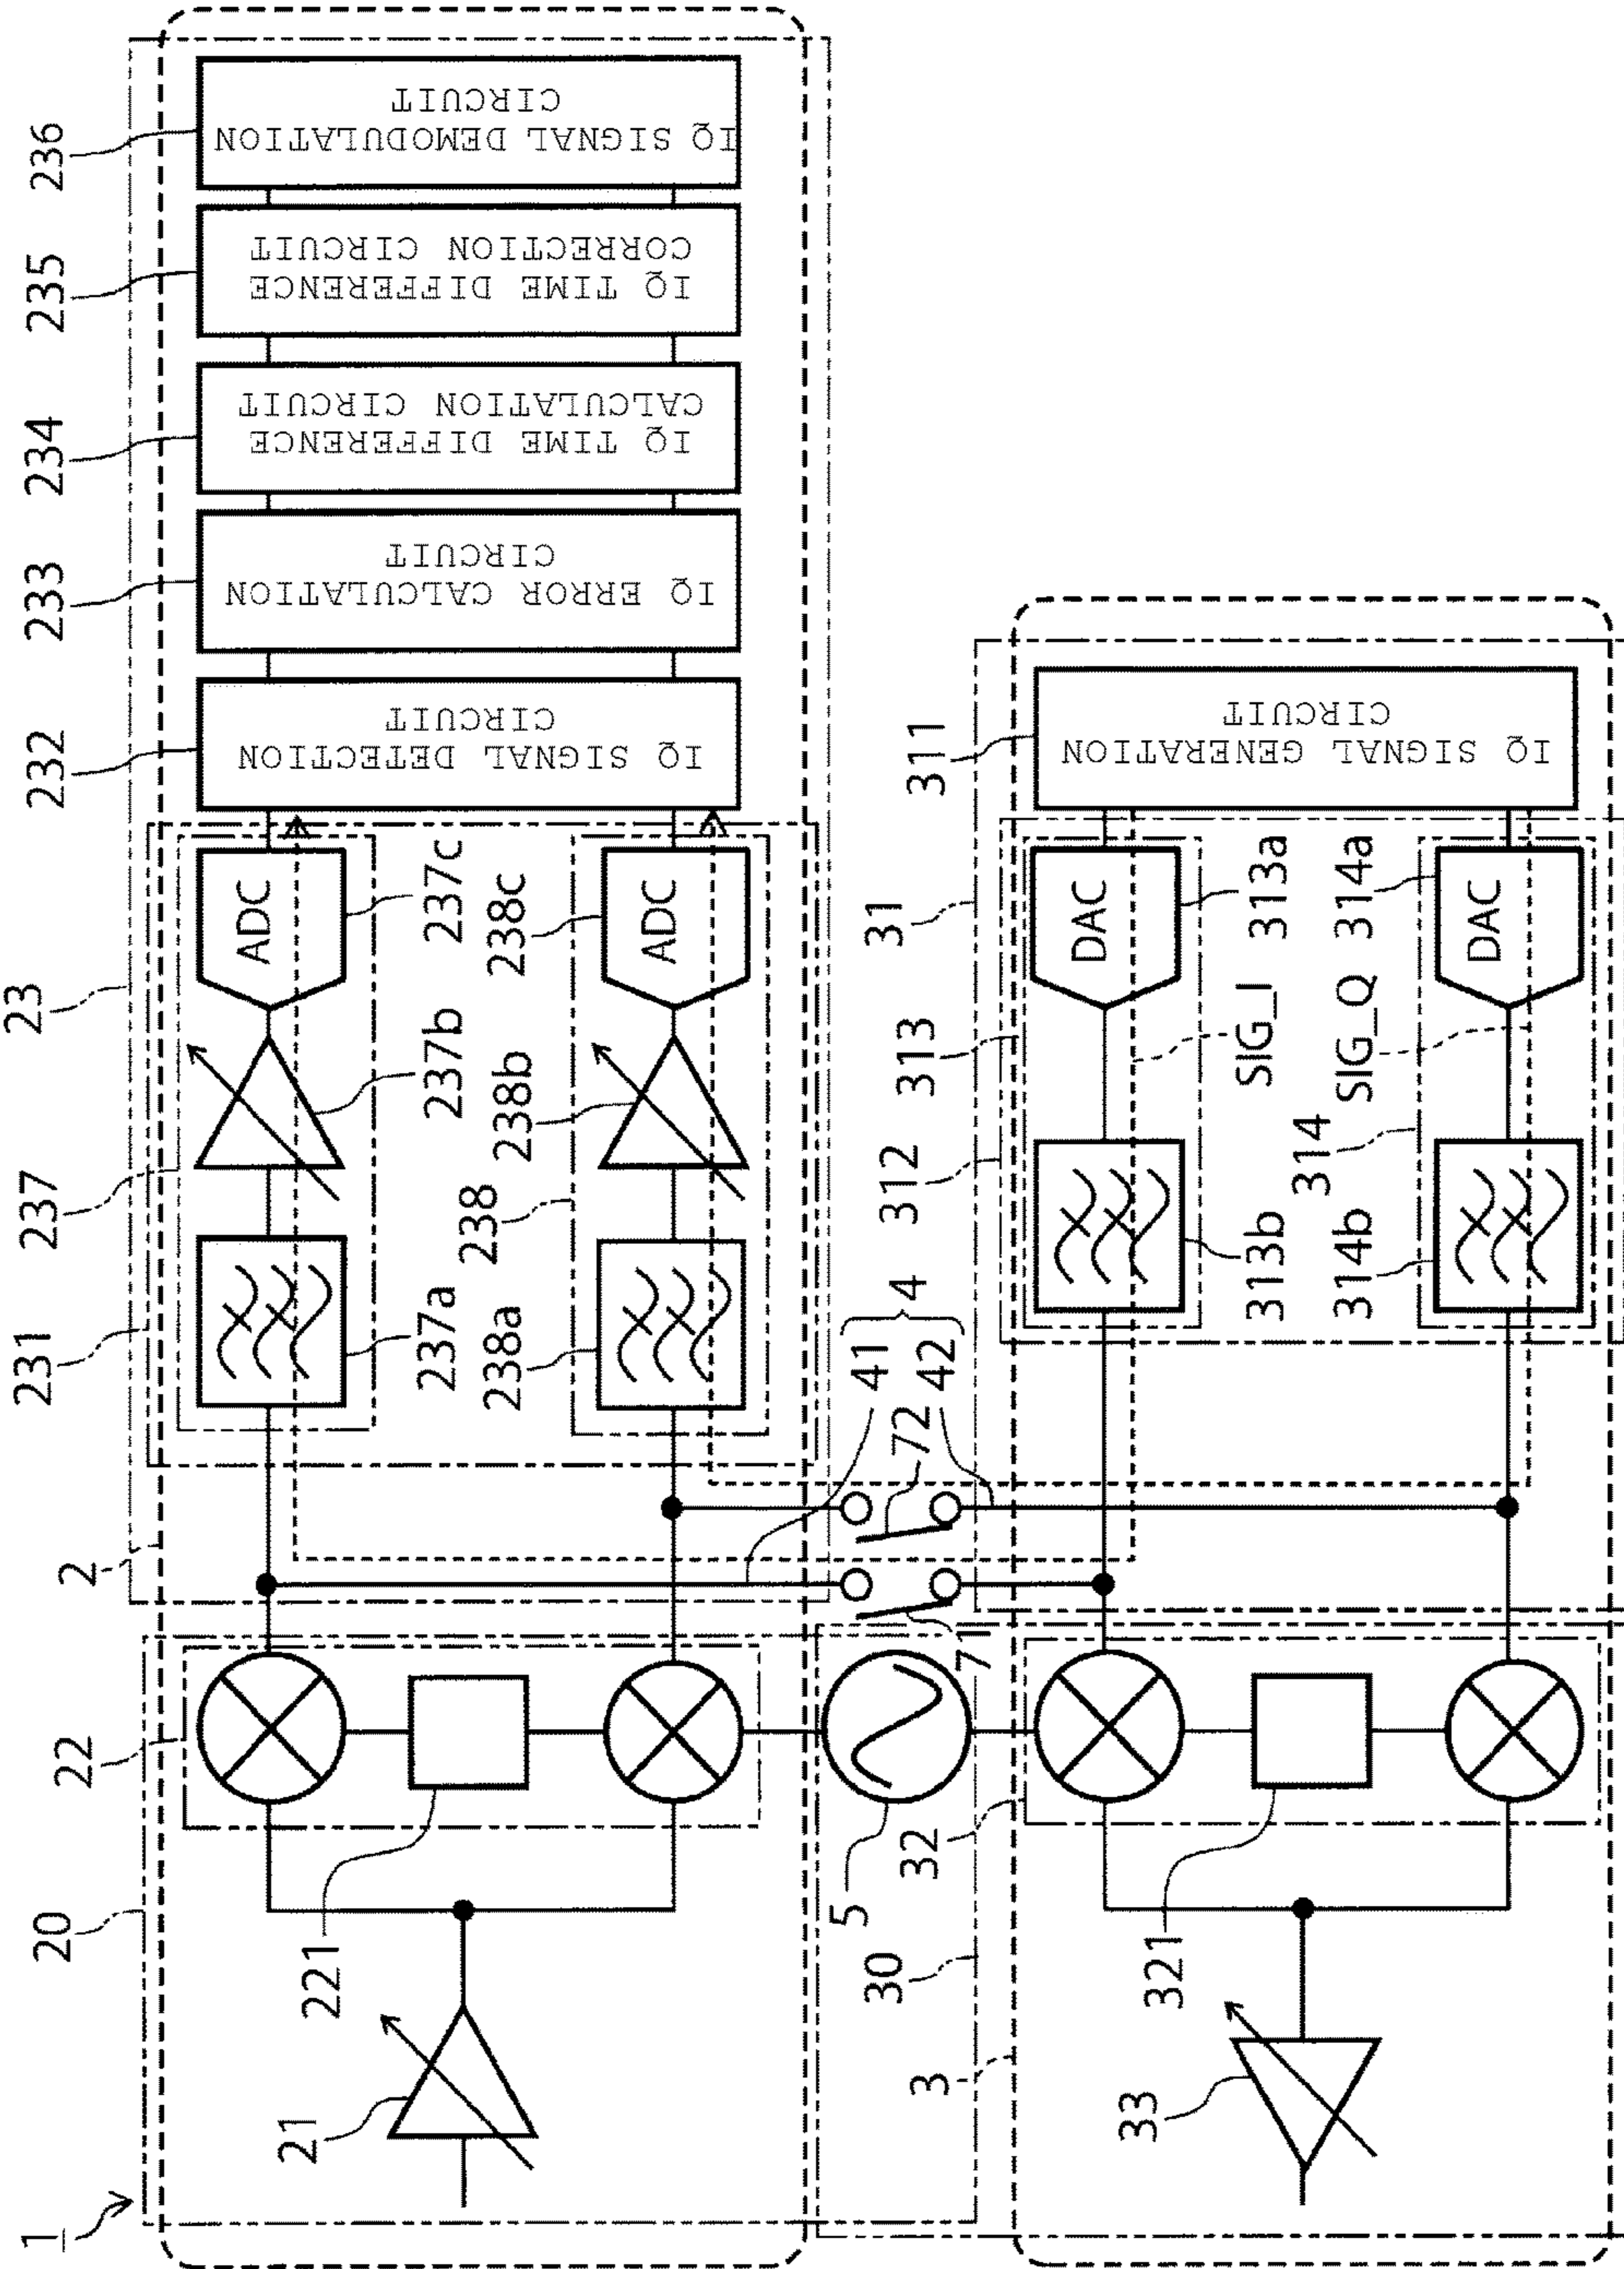 1
20
22
2
231
237
23
232
233
234
235
236
21
221
237a
237b
237c
ADC
238
238a
238b
238c
ADC
IQ SIGNAL DETECTION
CIRCUIT
IQ ERROR CALCULATION
CIRCUIT
IQ TIME DIFFERENCE
CALCULATION CIRCUIT
IQ TIME DIFFERENCE
CORRECTION CIRCUIT
IQ SIGNAL DEMODULATION
CIRCUIT
5
71
72
41
42
4
30
3
32
312
313
31
311
33
321
313b
313a
DAC
SIG_I
314
314b
314a
DAC
SIG_Q
IQ SIGNAL GENERATION
CIRCUIT